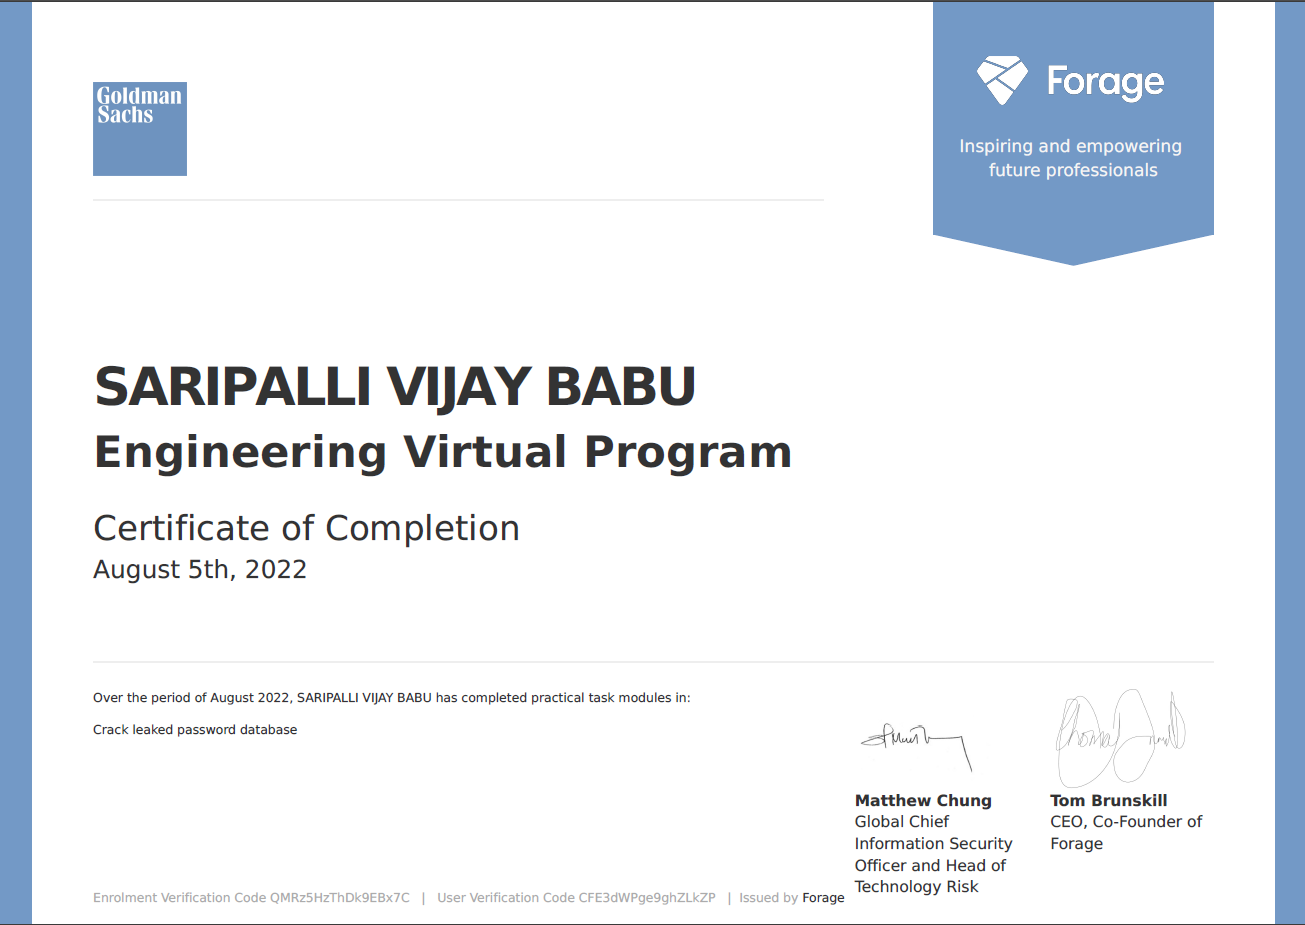 Goldman
Sachs
Forage
Inspiring and empowering
future professionals
SARIPALLI VIJAY BABU
Engineering Virtual Program
Certificate of Completion
August 5th, 2022
Over the period of August 2022, SARIPALLI VIJAY BABU has completed practical task modules in:
Crack leaked password database
Matthew Chung
Global Chief
Information Security
Officer and Head of
Technology Risk
Tom Brunskill
CEO, Co-Founder of
Forage
Enrolment Verification Code QMRz5HzThDk9EBx7C | User Verification Code CFE3dWPge9ghZLkZP | Issued by Forage